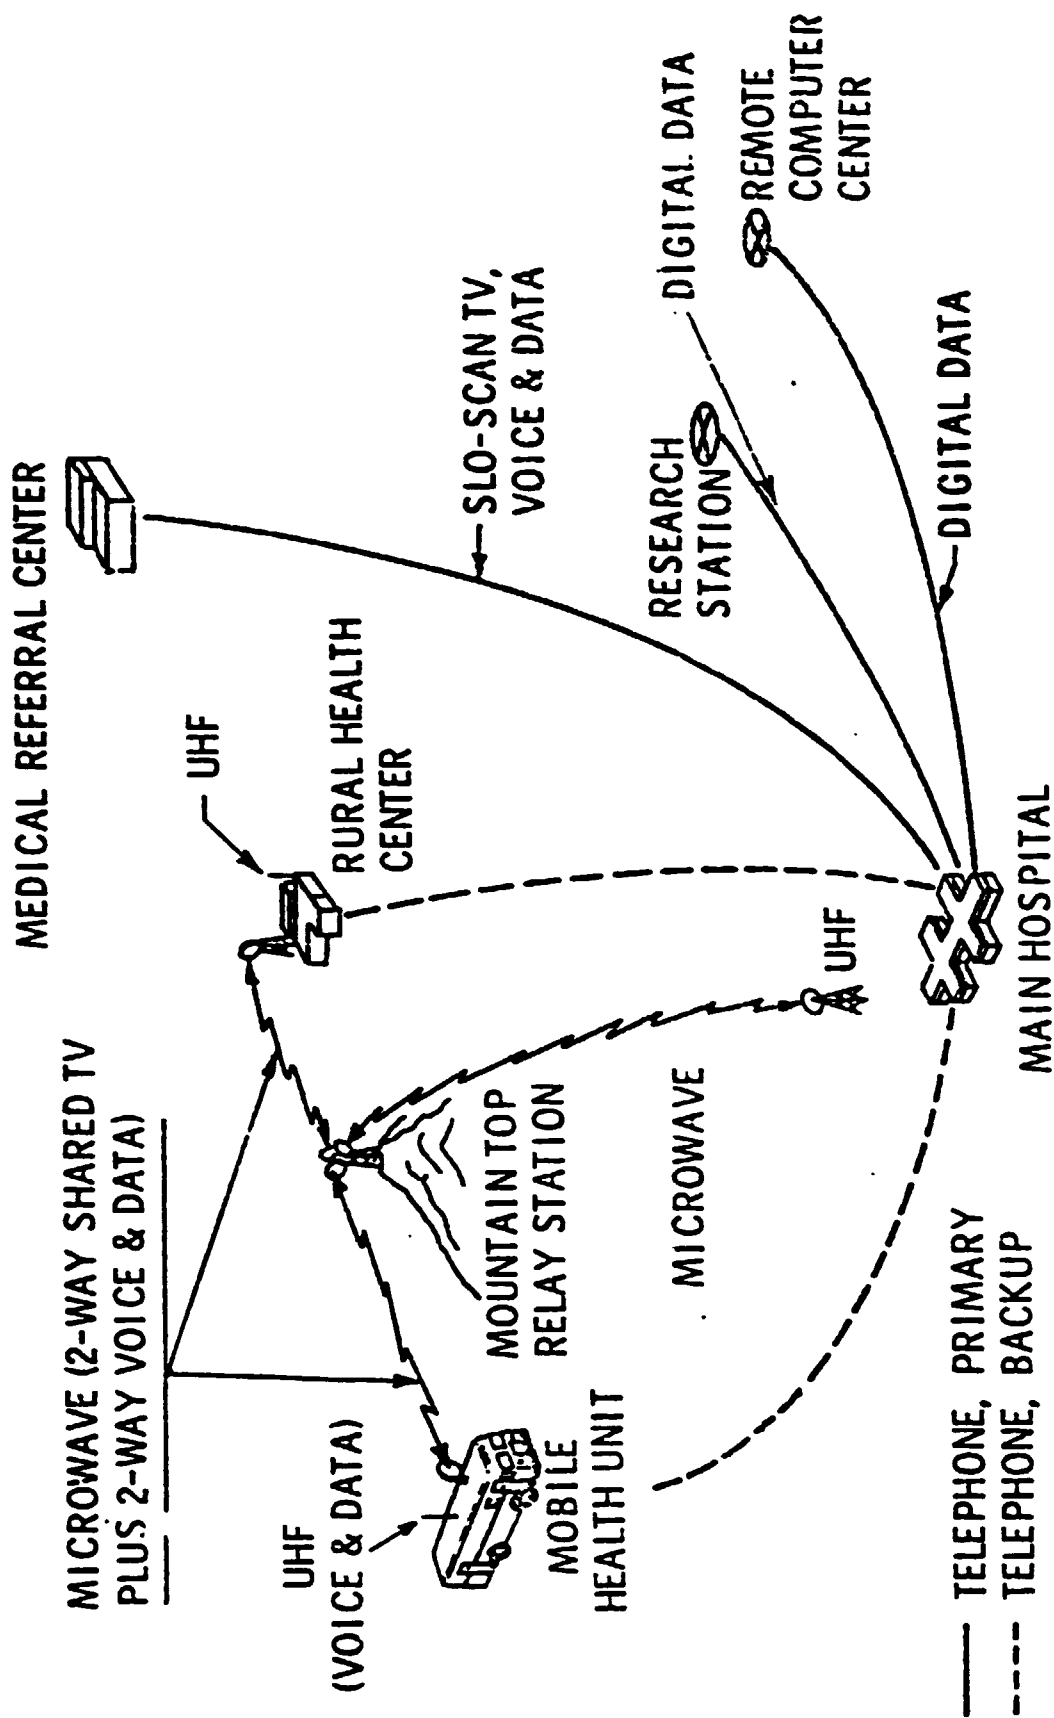 MEDICAL REFERRAL CENTER
MICROWAVE (2-WAY SHARED TV
PLUS 2-WAY VOICE & DATA)
UHF
UHF
(VOICE & DATA)
RURAL HEALTH
CENTER
SLO-SCAN TV,
VOICE & DATA
MOBILE
HEALTH UNIT
MOUNTAIN TOP
RELAY STATION
RESEARCH
STATION
DIGITAL DATA
REMOTE
COMPUTER
CENTER
MICROWAVE
UHF
DIGITAL DATA
MAIN HOSPITAL
TELEPHONE, PRIMARY
TELEPHONE, BACKUP